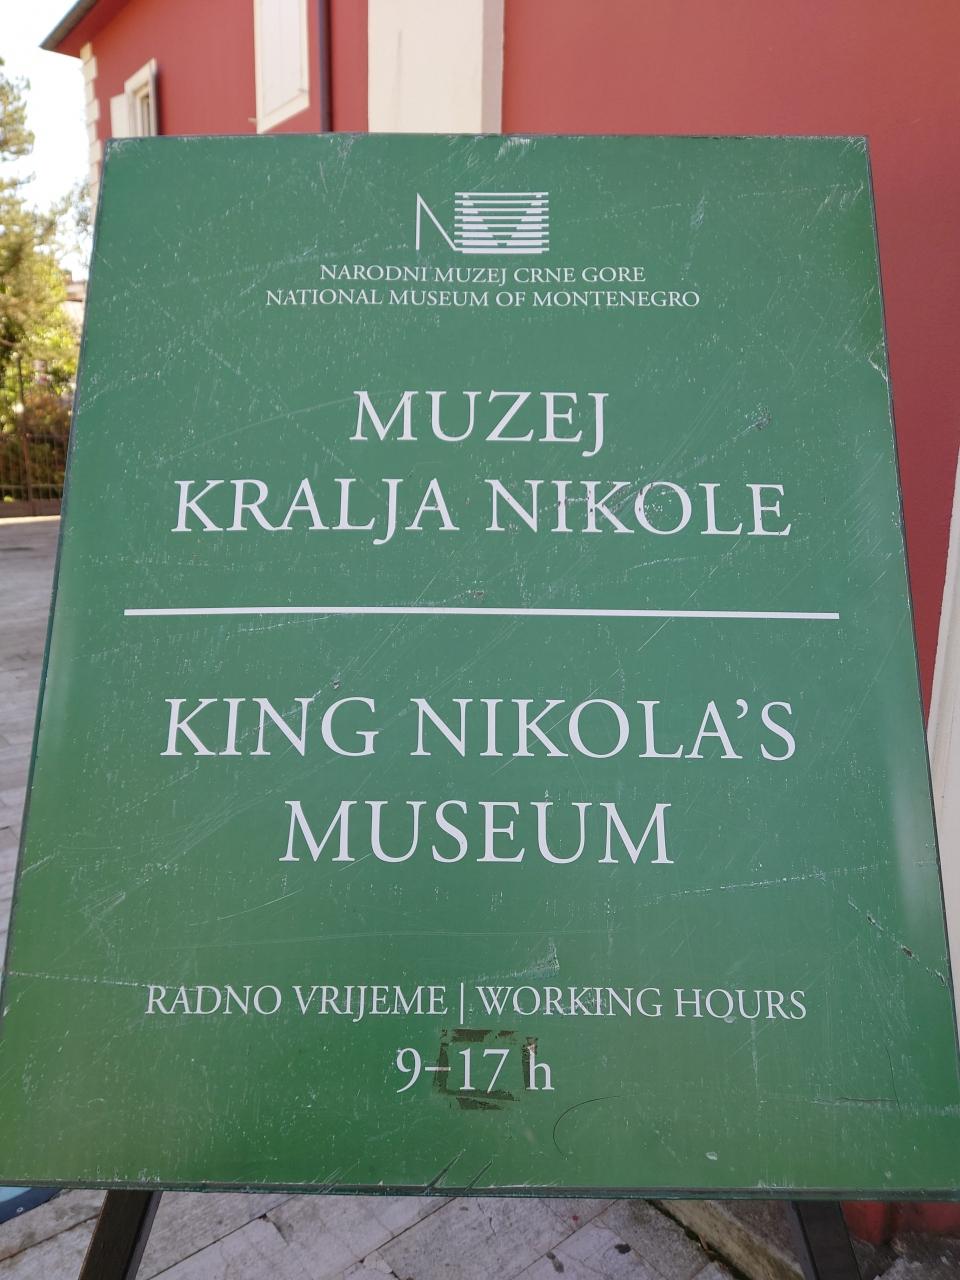 NARODNI MUZEJ CRNE GORE
NATIONAL MUSEUM OF MONTENEGRO
MUZEJ
KRALJA NIKOLE
KING NIKOLA'S
MUSEUM
RADNO VRIJEME | WORKING HOURS
9–17 h